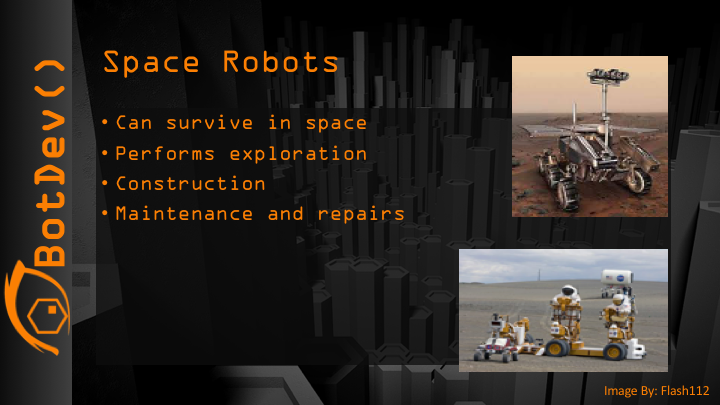 BotDev()
Space Robots
• Can survive in space
• Performs exploration
• Construction
• Maintenance and repairs
Image By: Flash112